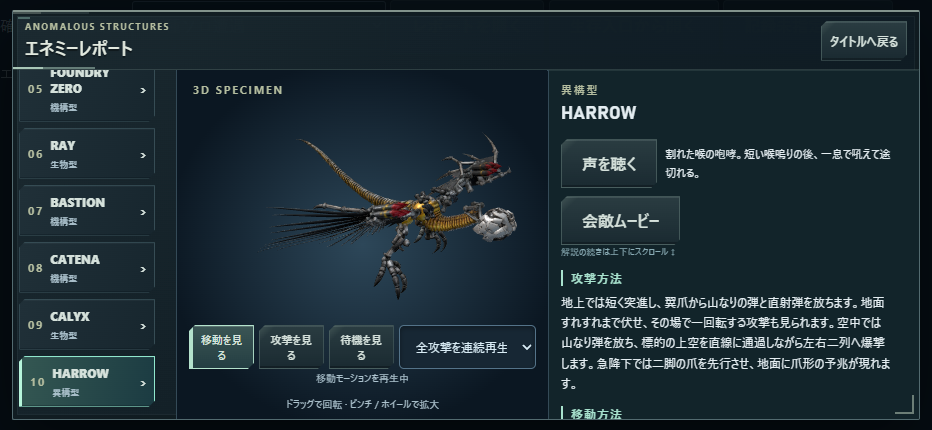 ANOMALOUS STRUCTURES
エネミーレポート
タイトルへ戻る
05 FOUNDRY
ZERO
機構型
›
06 RAY
生物型
›
07 BASTION
機構型
›
08 CATENA
機構型
›
09 CALYX
生物型
›
10 HARROW
異構型
›
3D SPECIMEN
移動を見
る
攻撃を見
る
待機を見
る
全攻撃を連続再生
移動モーションを再生中
ドラッグで回転・ピンチ / ホイールで拡大
異構型
HARROW
声を聴く
割れた喉の咆哮。短い喉鳴りの後、一息で吼えて途
切れる。
会敵ムービー
解説の続きは上下にスクロール ↕
攻撃方法
地上では短く突進し、翼爪から山なりの弾と直射弾を放ちます。地面
すれすれまで伏せ、その場で一回転する攻撃も見られます。空中では
山なり弾を放ち、標的の上空を直線に通過しながら左右二列へ爆撃
します。急降下では二脚の爪を先行させ、地面に爪形の予兆が現れま
す。
移動方法